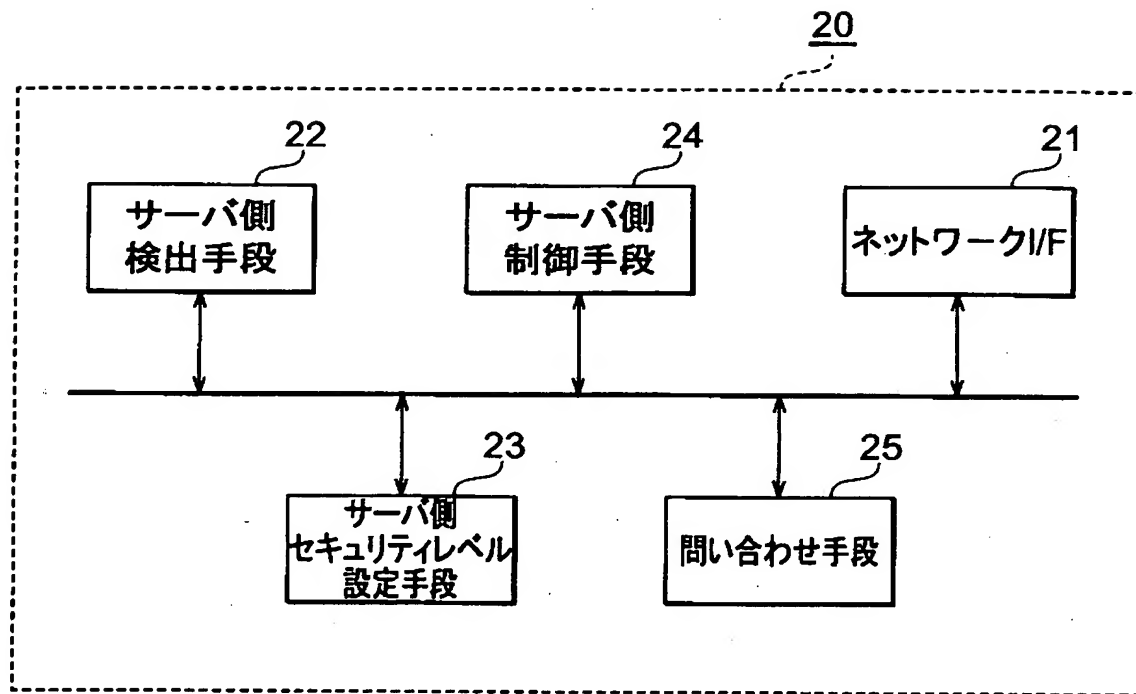 20
22
サーバ側
検出手段
24
サーバ側
制御手段
21
ネットワークI/F
23
サーバ側
セキュリティレベル
設定手段
25
問い合わせ手段